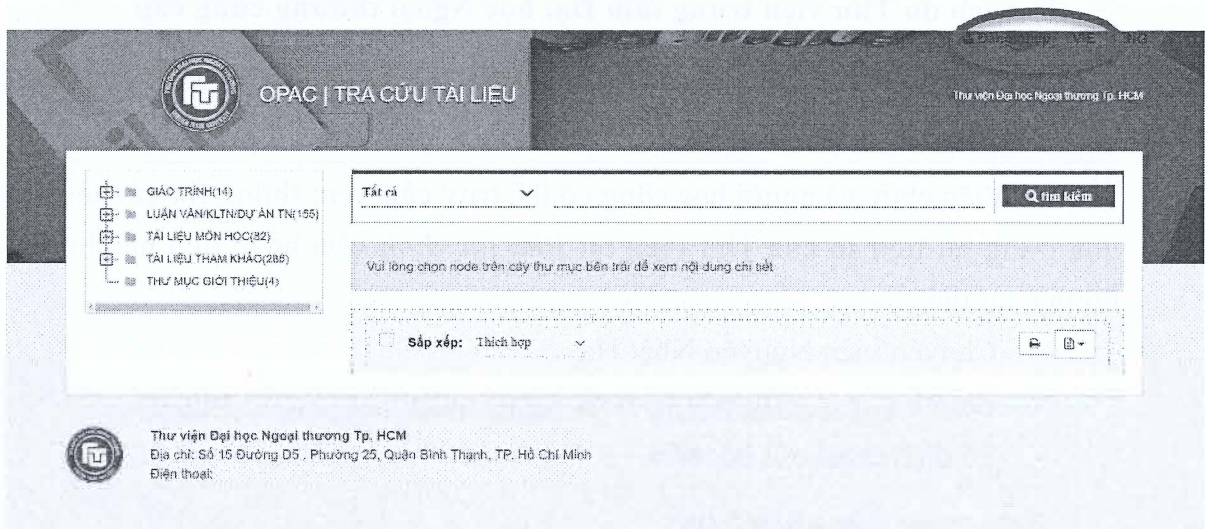 VIE
OPAC | TRA CỨU TÀI LIỆU
Thư viện Đại học Ngoại thương Tp. HCM
GIÁO TRÌNH(14)
LUẬN VĂN/KLTN/DỰ ÁN TN(155)
TÀI LIỆU MÔN HỌC(82)
TÀI LIỆU THAM KHẢO(286)
THƯ MỤC GIỚI THIỆU(4)
Tất cả
tìm kiếm
Vui lòng chọn node trên cây thư mục bên trái để xem nội dung chi tiết
Sắp xếp: Thích hợp
Thư viện Đại học Ngoại thương Tp. HCM
Địa chỉ: Số 15 Đường D5 , Phường 25, Quận Bình Thạnh, TP. Hồ Chí Minh
Điện thoại: